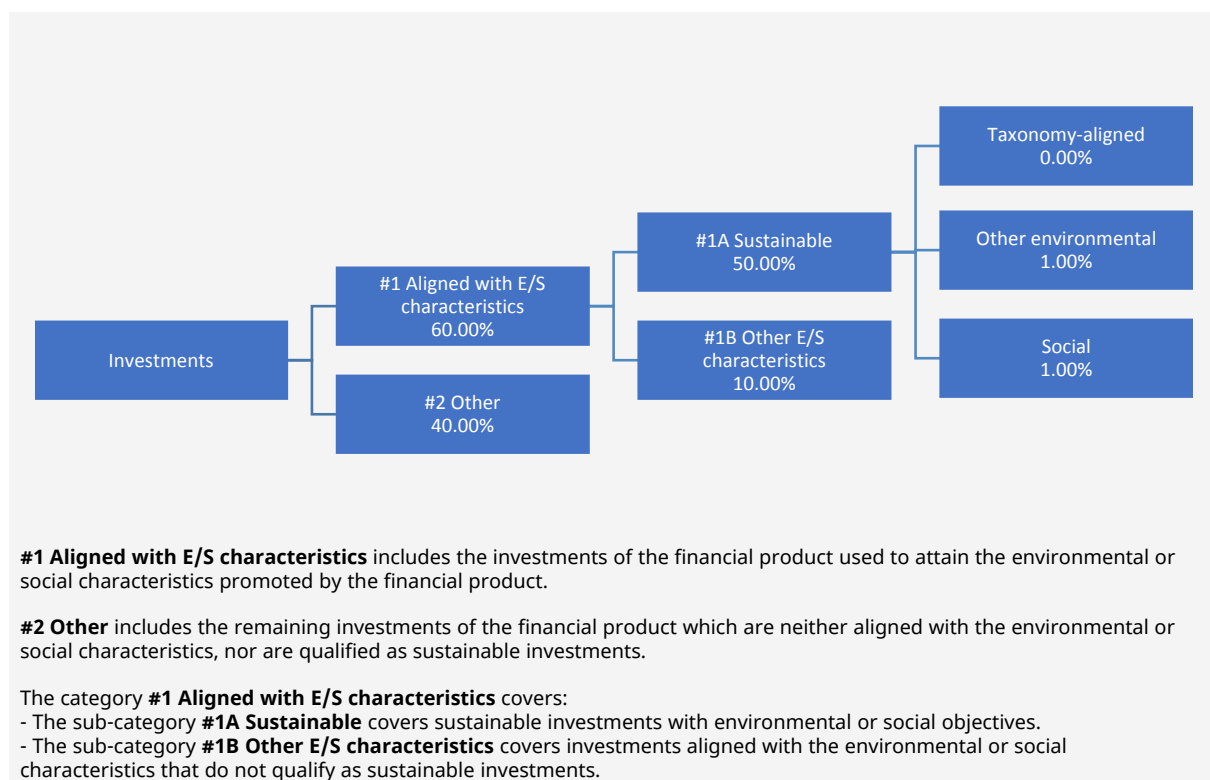 Taxonomy-aligned
0.00%
#1A Sustainable
50.00%
Other environmental
1.00%
#1 Aligned with E/S
characteristics
60.00%
Investments
#1B Other E/S
characteristics
10.00%
Social
1.00%
#2 Other
40.00%
#1 Aligned with E/S characteristics includes the investments of the financial product used to attain the environmental or
social characteristics promoted by the financial product.
#2 Other includes the remaining investments of the financial product which are neither aligned with the environmental or
social characteristics, nor are qualified as sustainable investments.
The category #1 Aligned with E/S characteristics covers:
- The sub-category #1A Sustainable covers sustainable investments with environmental or social objectives.
- The sub-category #1B Other E/S characteristics covers investments aligned with the environmental or social
characteristics that do not qualify as sustainable investments.